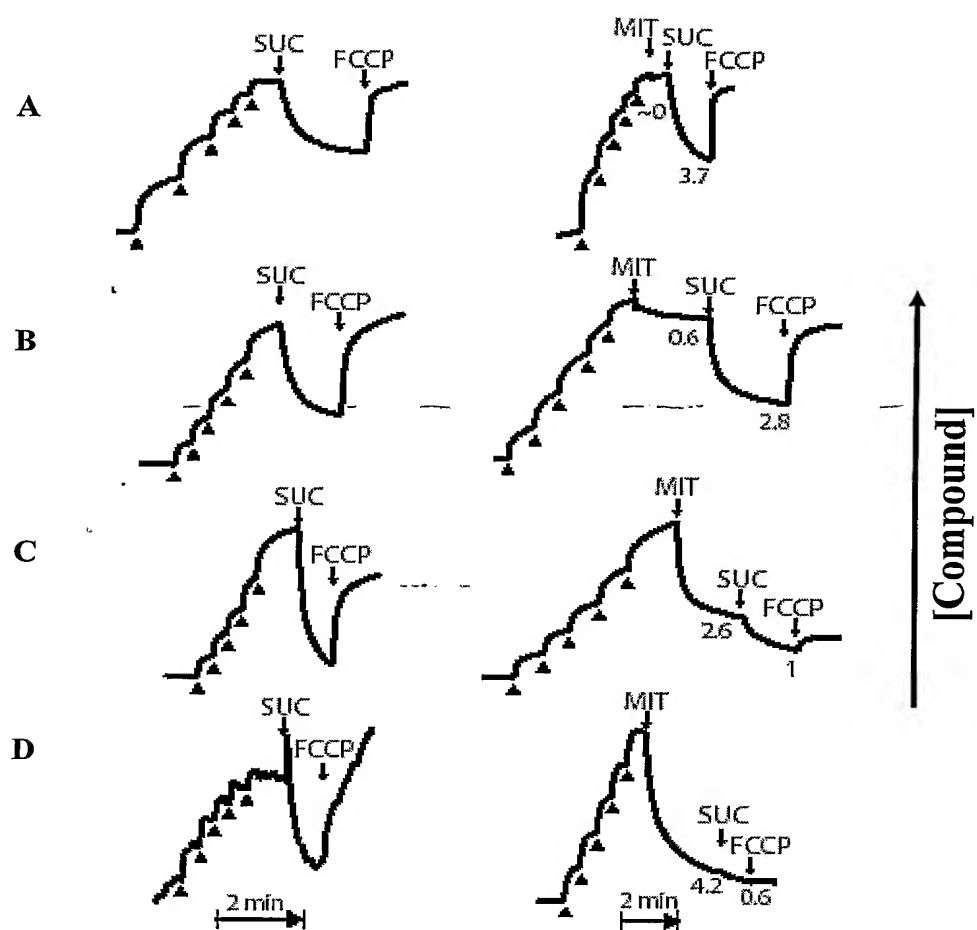 A
SUC
FCCP
MIT SUC
FCCP
~0
3.7
B
SUC
FCCP
MIT
SUC
FCCP
0.6
2.8
C
SUC
FCCP
MIT
SUC
FCCP
2.6
1
D
SUC
FCCP
MIT
SUC
FCCP
4.2
0.6
2 min
2 min
[Compound]